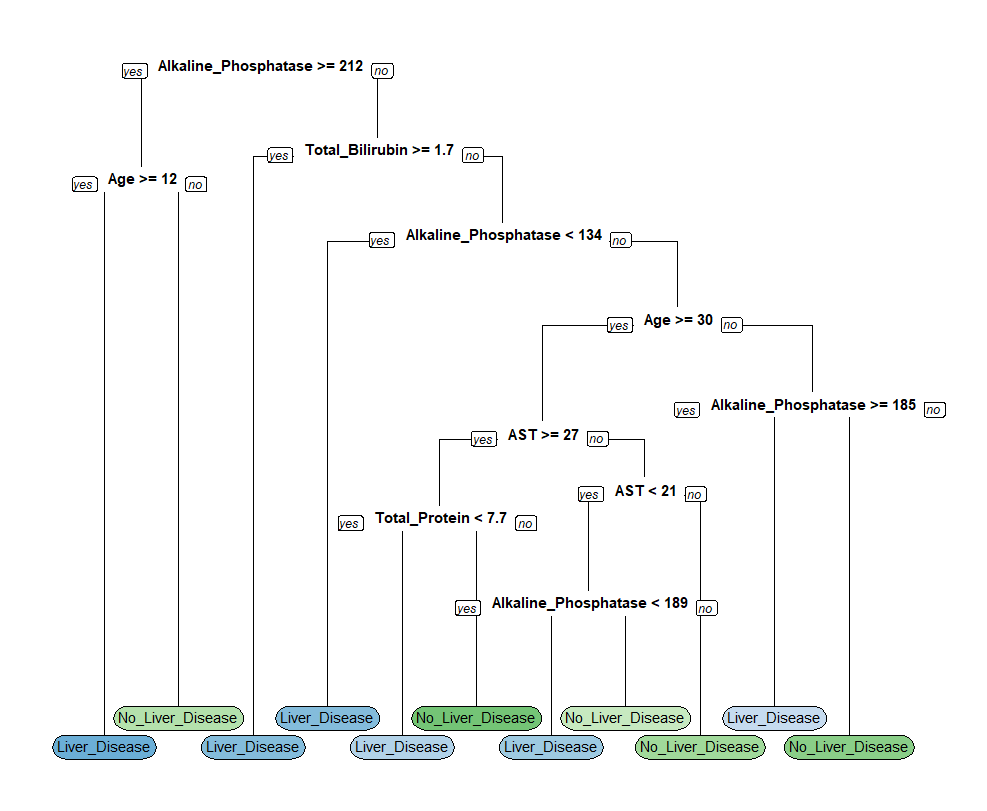 yes Alkaline_Phosphatase >= 212 no
yes Total_Bilirubin >= 1.7 no
yes Age >= 12 no
yes Alkaline_Phosphatase < 134 no
yes Age >= 30 no
yes Alkaline_Phosphatase >= 185 no
yes AST >= 27 no
yes AST < 21 no
yes Total_Protein < 7.7 no
yes Alkaline_Phosphatase < 189 no
No_Liver_Disease Liver_Disease No_Liver_Disease No_Liver_Disease Liver_Disease
Liver_Disease Liver_Disease Liver_Disease Liver_Disease No_Liver_Disease No_Liver_Disease